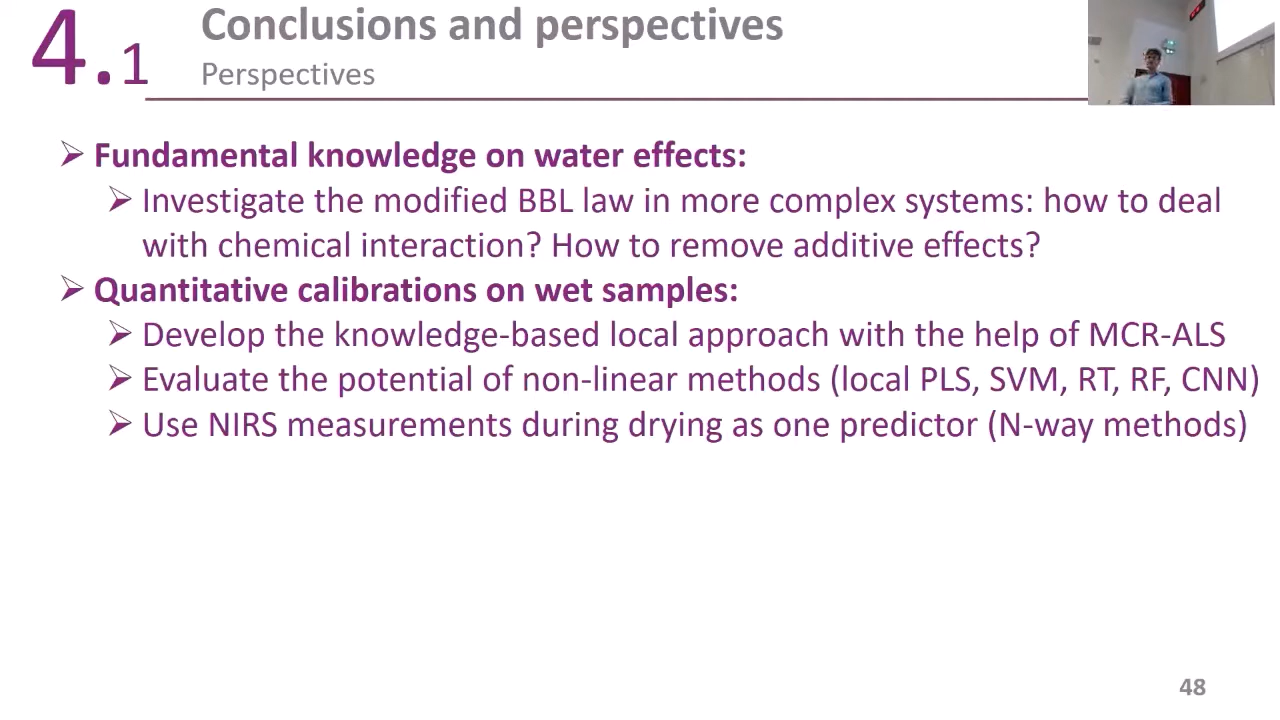 4.1
Conclusions and perspectives
Perspectives
Fundamental knowledge on water effects:
Investigate the modified BBL law in more complex systems: how to deal
with chemical interaction? How to remove additive effects?
Quantitative calibrations on wet samples:
Develop the knowledge-based local approach with the help of MCR-ALS
Evaluate the potential of non-linear methods (local PLS, SVM, RT, RF, CNN)
Use NIRS measurements during drying as one predictor (N-way methods)
48